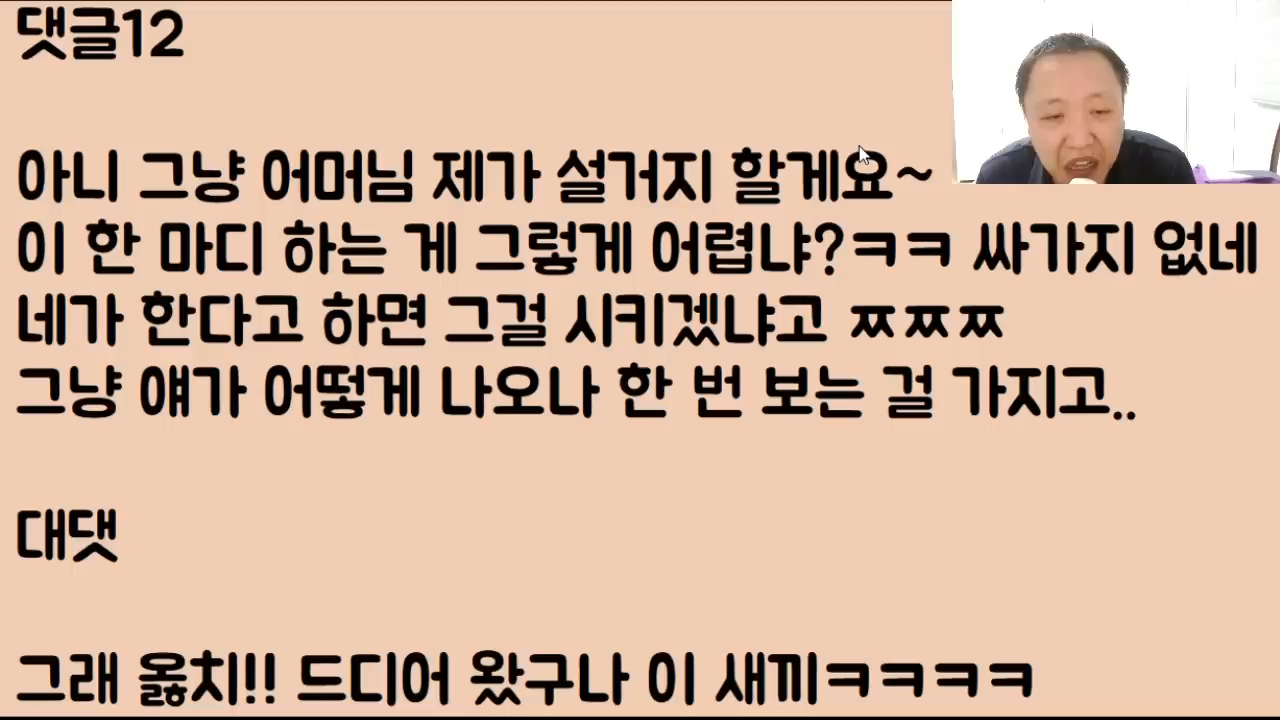 댓글12
아니 그냥 어머님 제가 설거지 할게요~
이 한 마디 하는 게 그렇게 어렵냐?ㅋㅋ 싸가지 없네
네가 한다고 하면 그걸 시키겠냐고 ㅉㅉㅉ
그냥 얘가 어떻게 나오나 한 번 보는 걸 가지고..
대댓
그래 옳치!! 드디어 왔구나 이 새끼ㅋㅋㅋㅋ